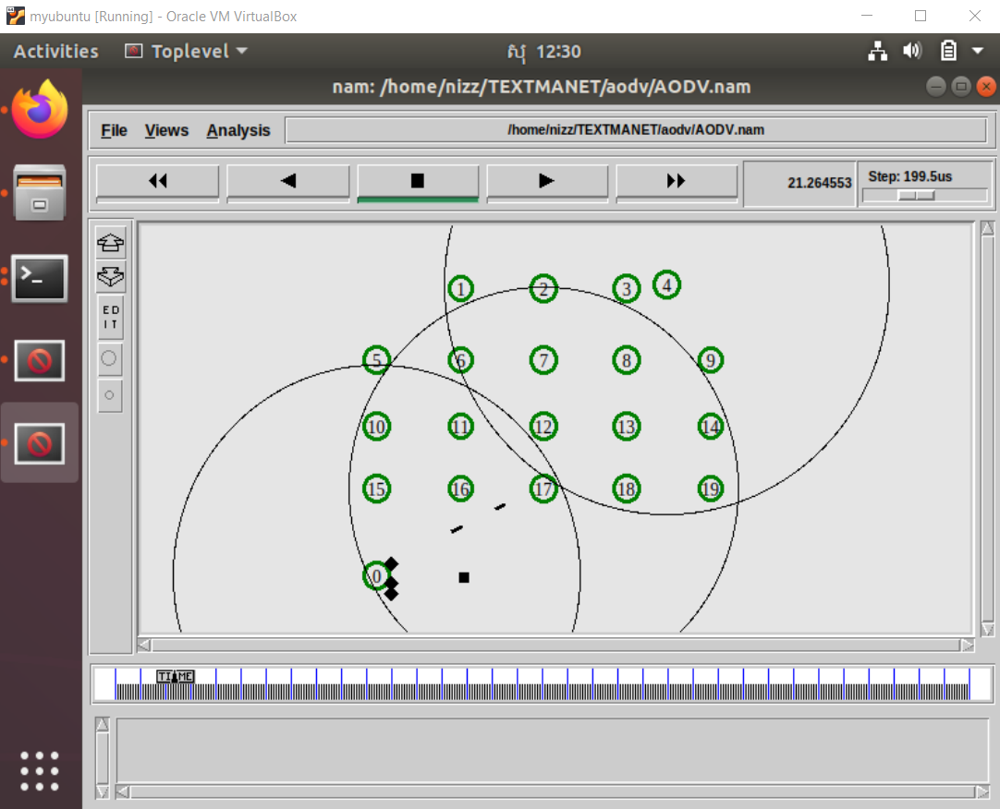 myubuntu [Running] - Oracle VM VirtualBox
Activities Toplevel សុ 12:30
nam: /home/nizz/TEXTMANET/aodv/AODV.nam
File Views Analysis /home/nizz/TEXTMANET/aodv/AODV.nam
21.264553 Step: 199.5us
E D
I T
1 2 3 4
5 6 7 8 9
10 11 12 13 14
15 16 17 18 19
0
TIME